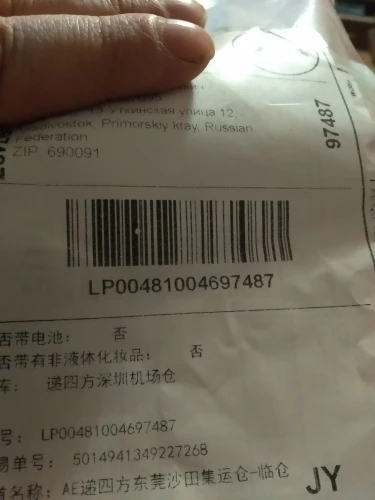 улица 12,
Primorskiy kray, Russian
Federation
ZIP: 690091
97487
LP00481004697487
否带电池： 否
否带有非液体化妆品： 否
库： 递四方深圳机场仓
号： LP00481004697487
易单号： 5014941349227268
名称： AE递四方东莞沙田集运仓-临仓
JY